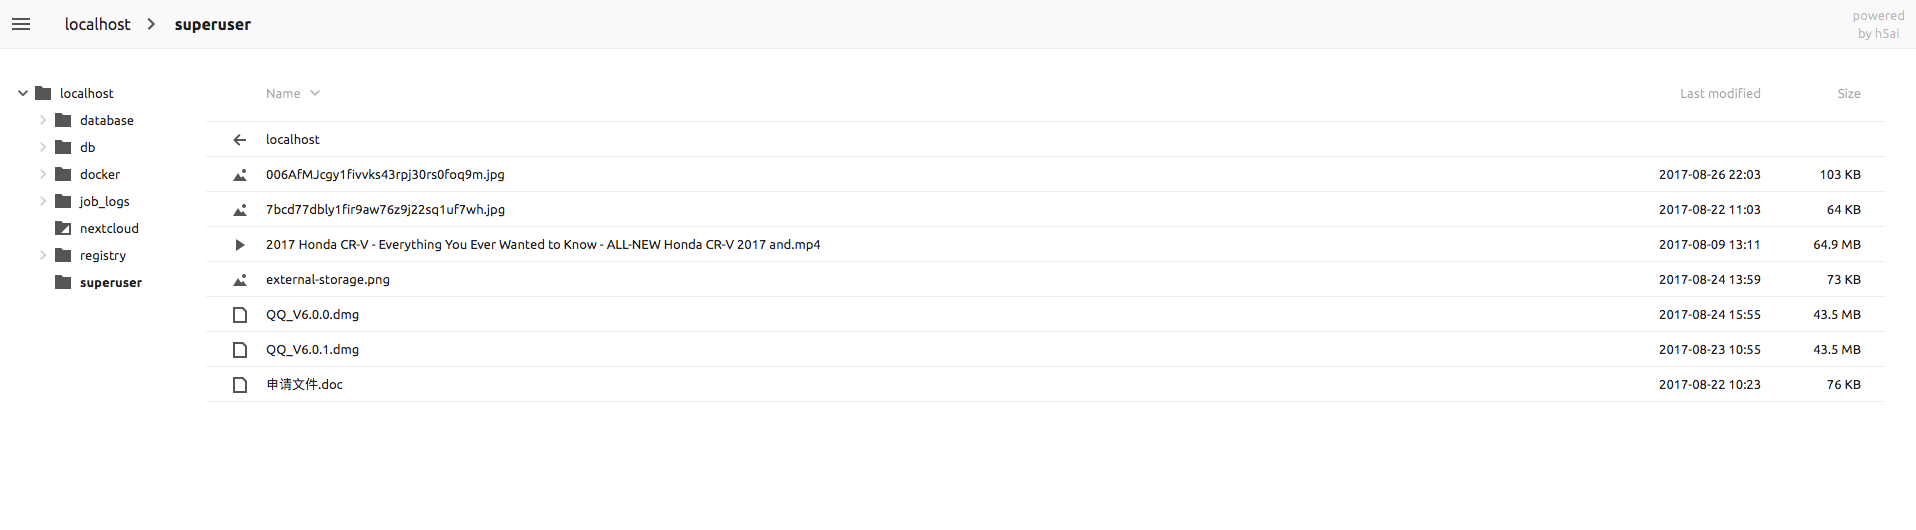 localhost superuser
powered
by h5ai
localhost
database
db
docker
job_logs
nextcloud
registry
superuser
Name Last modified Size
localhost
006AfMJcgy1fivvks43rpj30rs0foq9m.jpg 2017-08-26 22:03 103 KB
7bcd77dbly1fir9aw76z9j22sq1uf7wh.jpg 2017-08-22 11:03 64 KB
2017 Honda CR-V - Everything You Ever Wanted to Know - ALL-NEW Honda CR-V 2017 and.mp4 2017-08-09 13:11 64.9 MB
external-storage.png 2017-08-24 13:59 73 KB
QQ_V6.0.0.dmg 2017-08-24 15:55 43.5 MB
QQ_V6.0.1.dmg 2017-08-23 10:55 43.5 MB
申请文件.doc 2017-08-22 10:23 76 KB